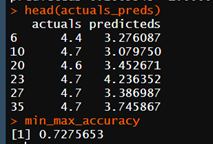 > head(actuals_preds)
   actuals predicteds
6      4.4   3.276087
10     4.7   3.079750
20     4.6   3.452671
23     4.7   4.236352
27     4.7   3.386987
35     4.7   3.745867
> min_max_accuracy
[1] 0.7275653